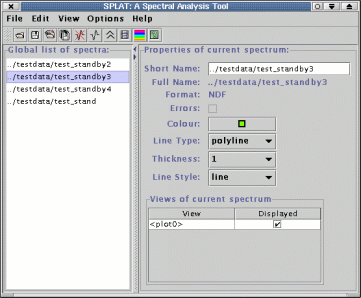 SPLAT: A Spectral Analysis Tool
File Edit View Options Help
Global list of spectra:
../testdata/test_standby2
../testdata/test_standby3
../testdata/test_standby4
../testdata/test_stand
Properties of current spectrum:
Short Name: ../testdata/test_standby3
Full Name: ../testdata/test_standby3
Format: NDF
Errors:
Colour:
Line Type: polyline
Thickness: 1
Line Style: line
Views of current spectrum
View Displayed
<plot0>